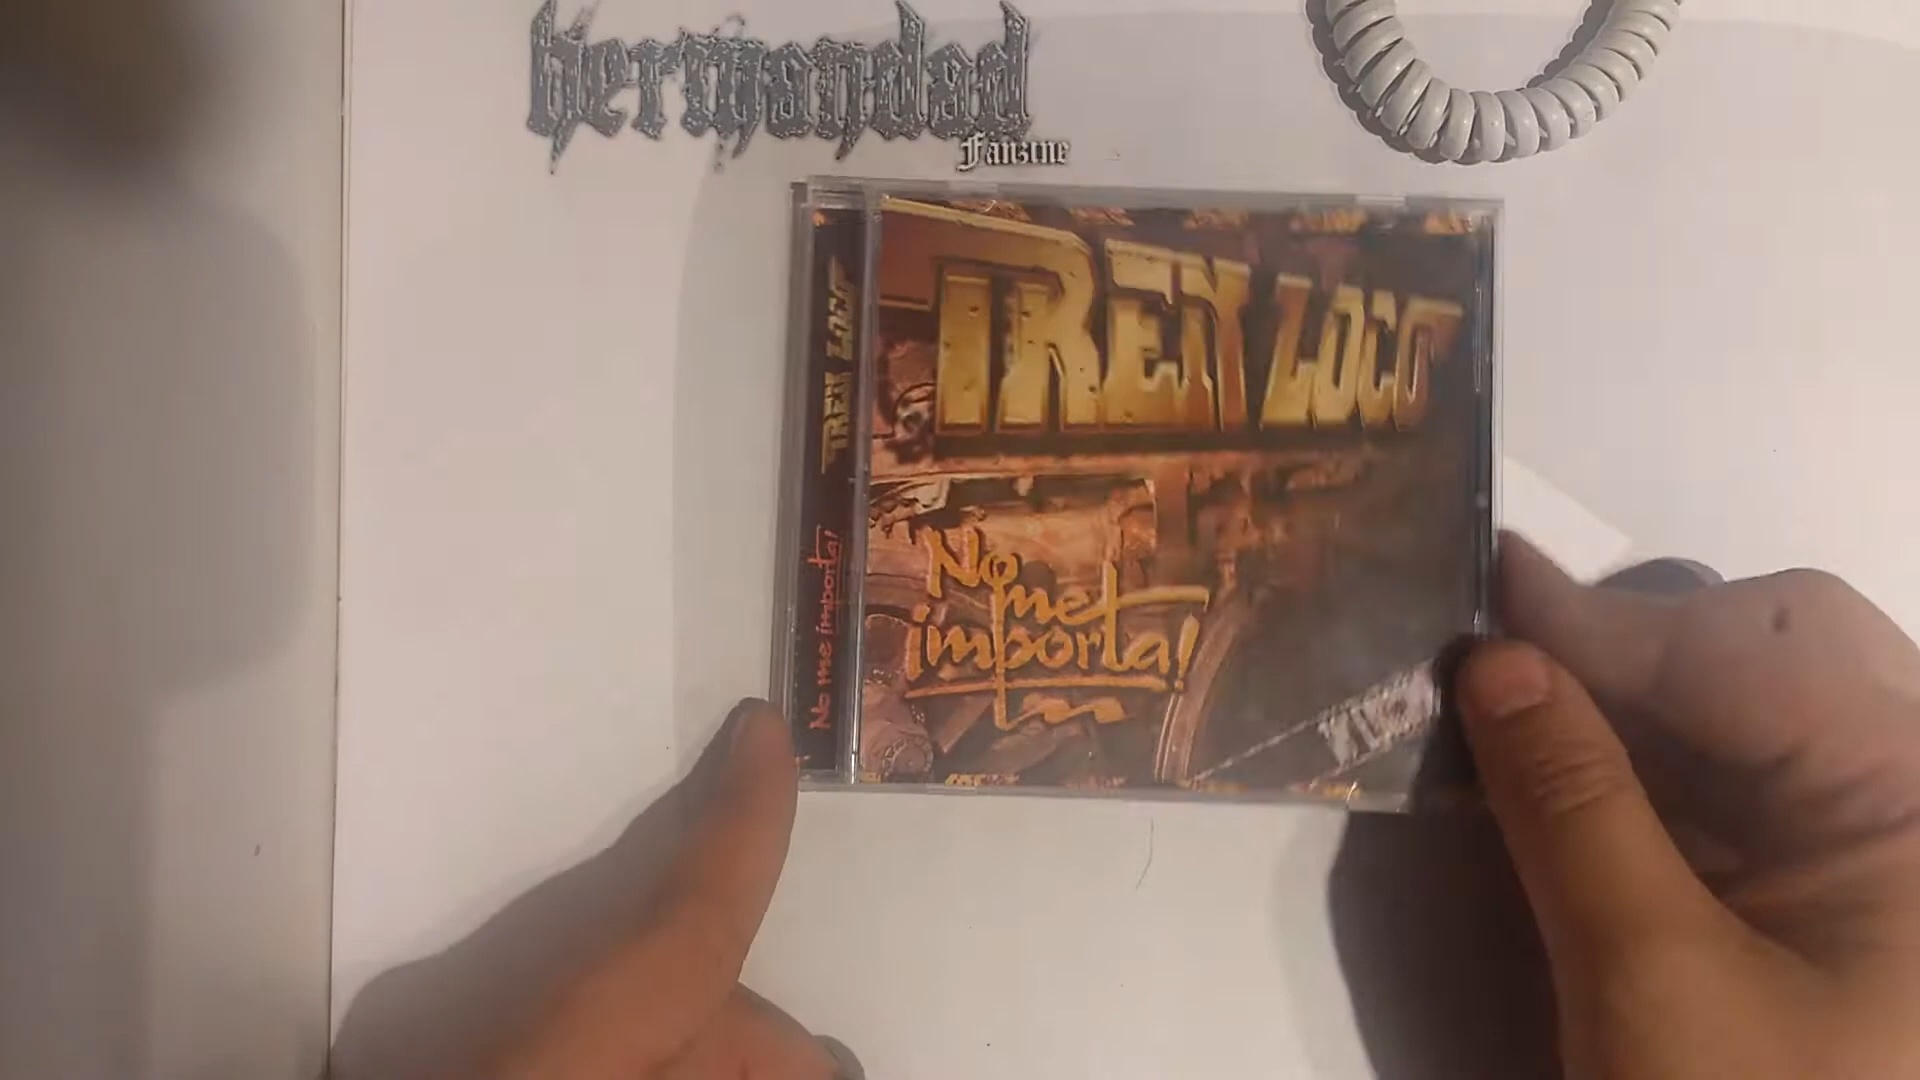 hermandad
Fanzine
TREN LOCO
No
me
importa!
TREN LOCO
No me importa!